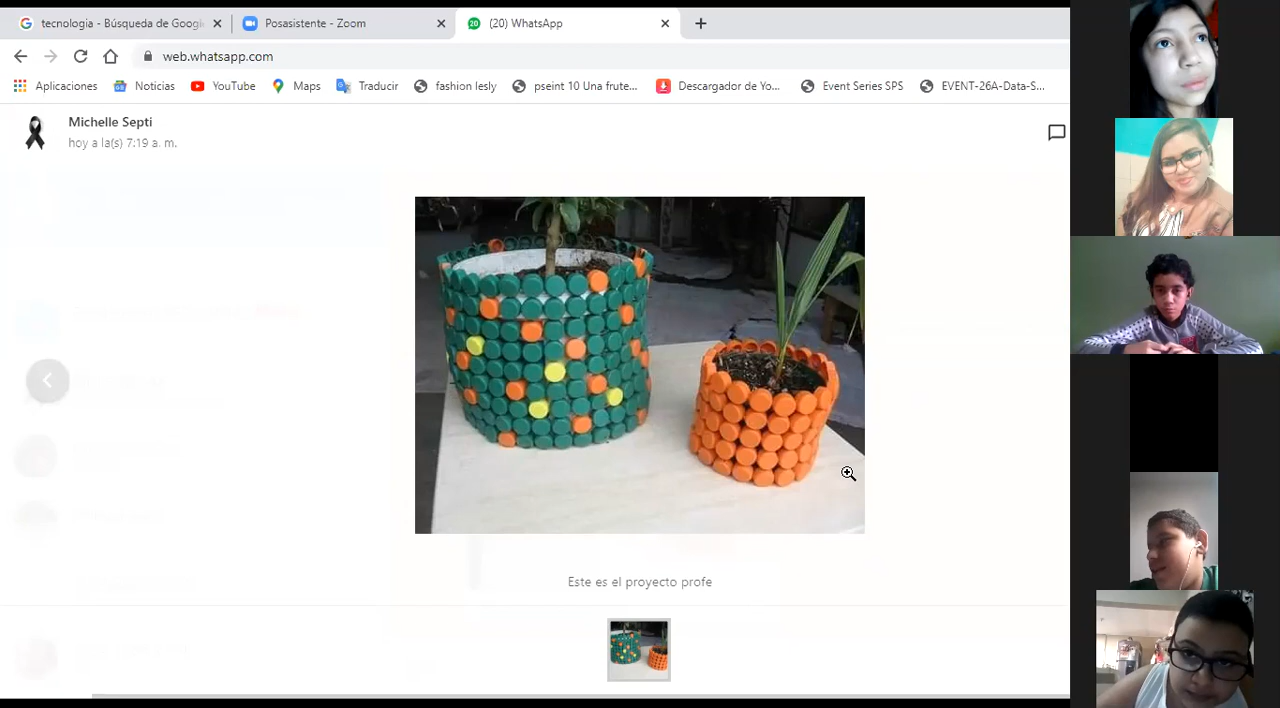 tecnologia - Búsqueda de Googl
Posasistente - Zoom
20
(20) WhatsApp
web.whatsapp.com
Aplicaciones
Noticias
YouTube
Maps
Traducir
fashion lesly
pseint 10 Una frute...
Descargador de Yo...
Event Series SPS
EVENT-26A-Data-S...
Michelle Septi
hoy a la(s) 7:19 a. m.
Este es el proyecto profe